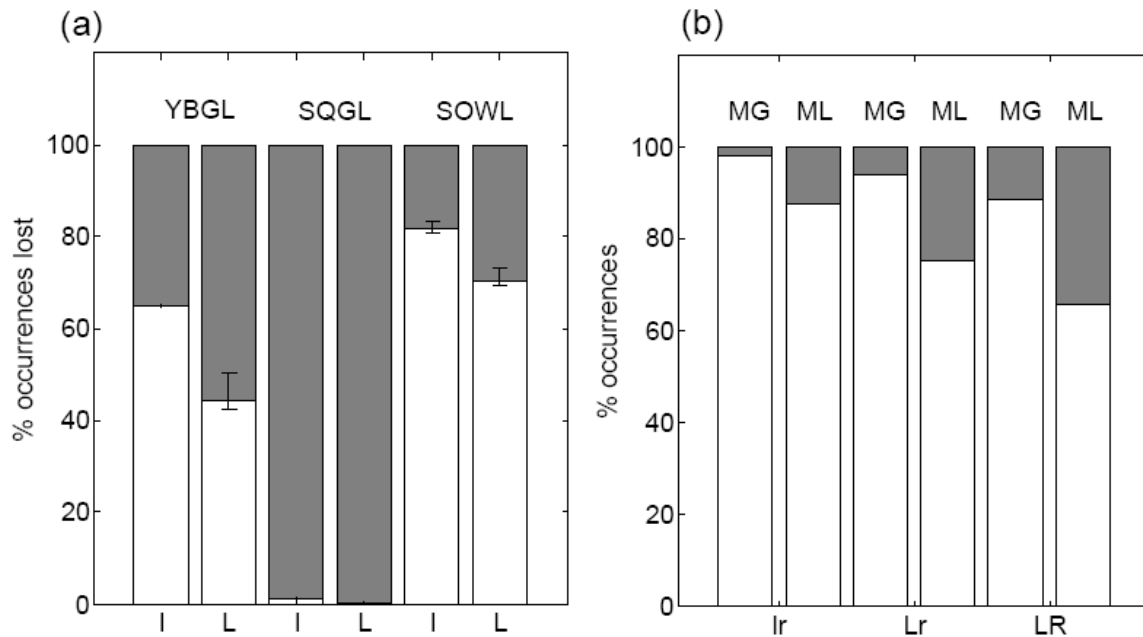 (a)
YBGL SQGL SOWL
100
80
60
40
20
0
% occurrences lost
l L l L l L
(b)
MG ML MG ML MG ML
100
80
60
40
20
0
% occurrences
lr Lr LR